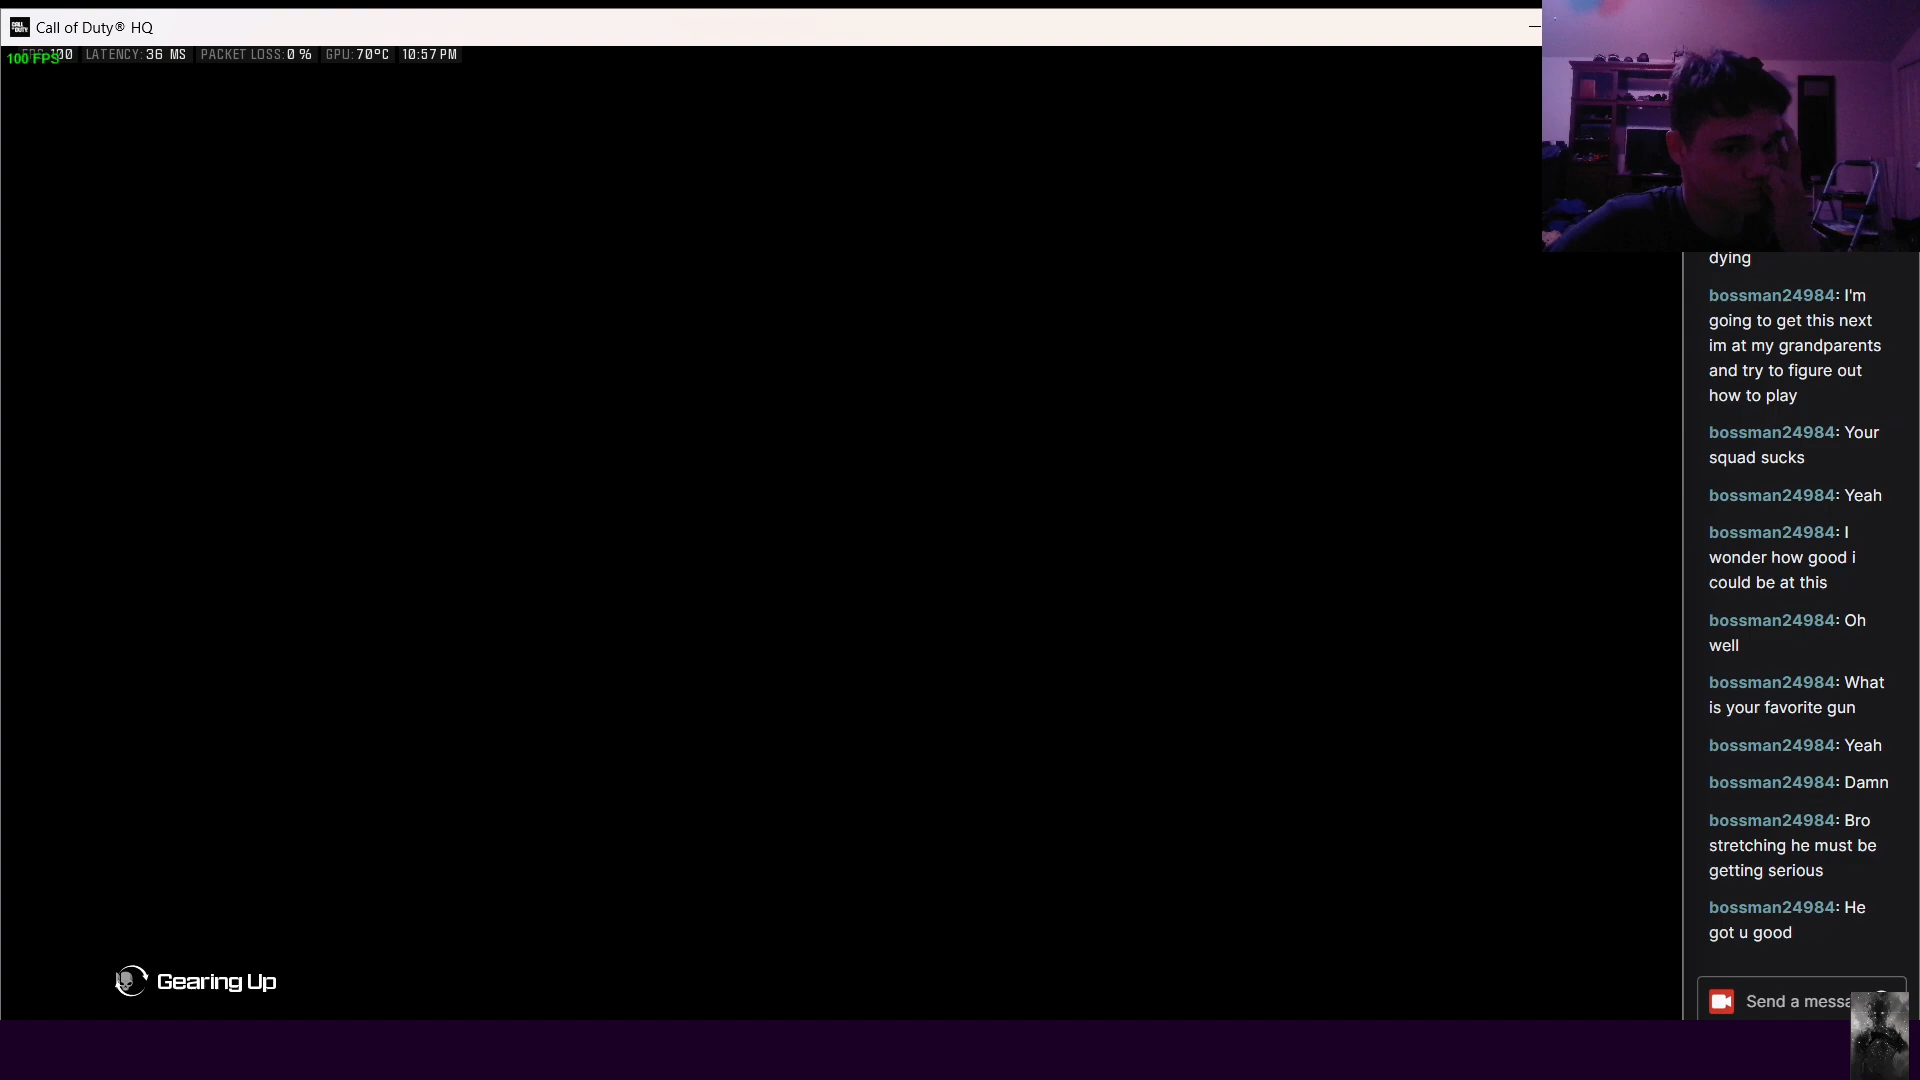 Call of Duty® HQ
100 FPS
LATENCY: 36 MS PACKET LOSS: 0 % GPU: 70ºC 10:57 PM
dying
bossman24984: I'm
going to get this next
im at my grandparents
and try to figure out
how to play
bossman24984: Your
squad sucks
bossman24984: Yeah
bossman24984: I
wonder how good i
could be at this
bossman24984: Oh
well
bossman24984: What
is your favorite gun
bossman24984: Yeah
bossman24984: Damn
bossman24984: Bro
stretching he must be
getting serious
bossman24984: He
got u good
Gearing Up
Send a messa